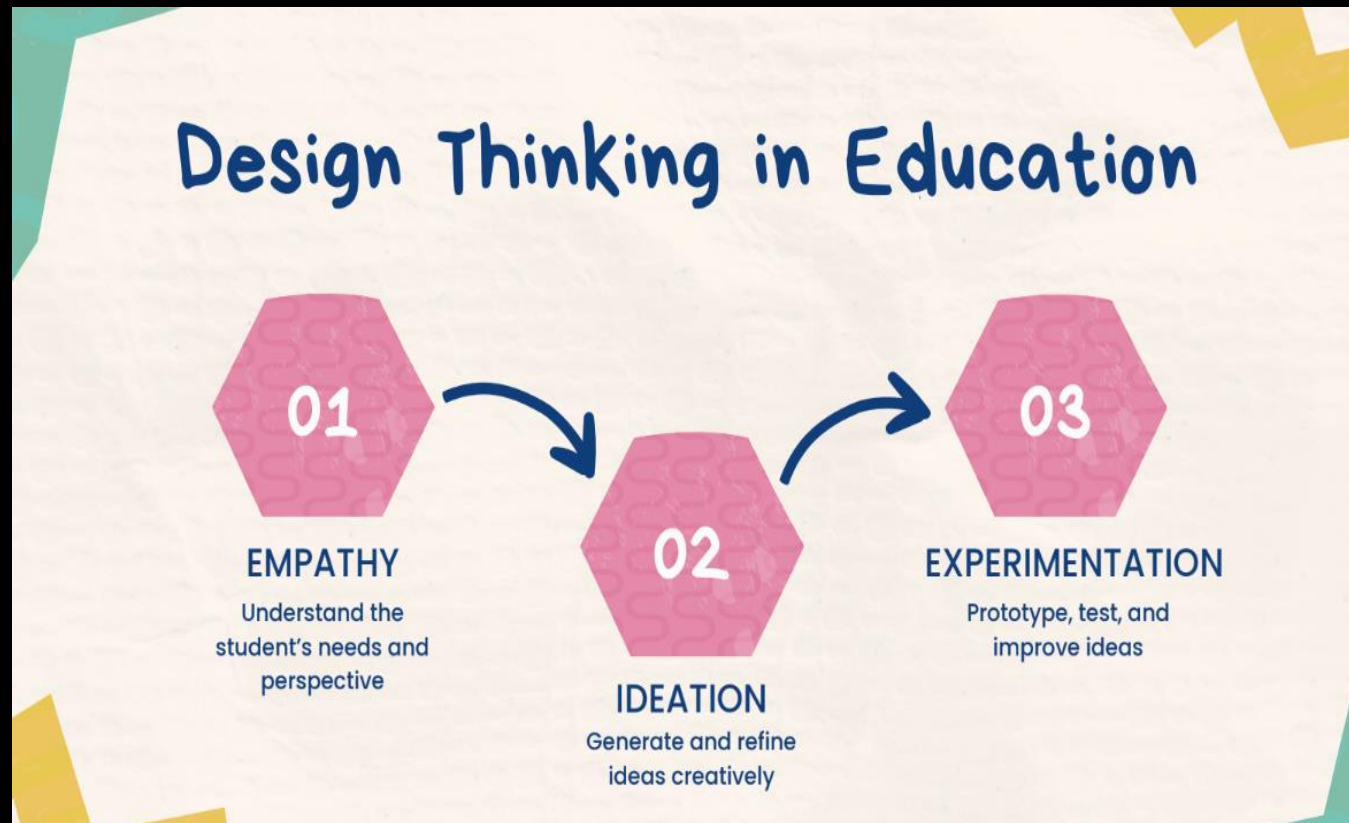 Design Thinking in Education
01
EMPATHY
Understand the
student’s needs and
perspective
02
IDEATION
Generate and refine
ideas creatively
03
EXPERIMENTATION
Prototype, test, and
improve ideas